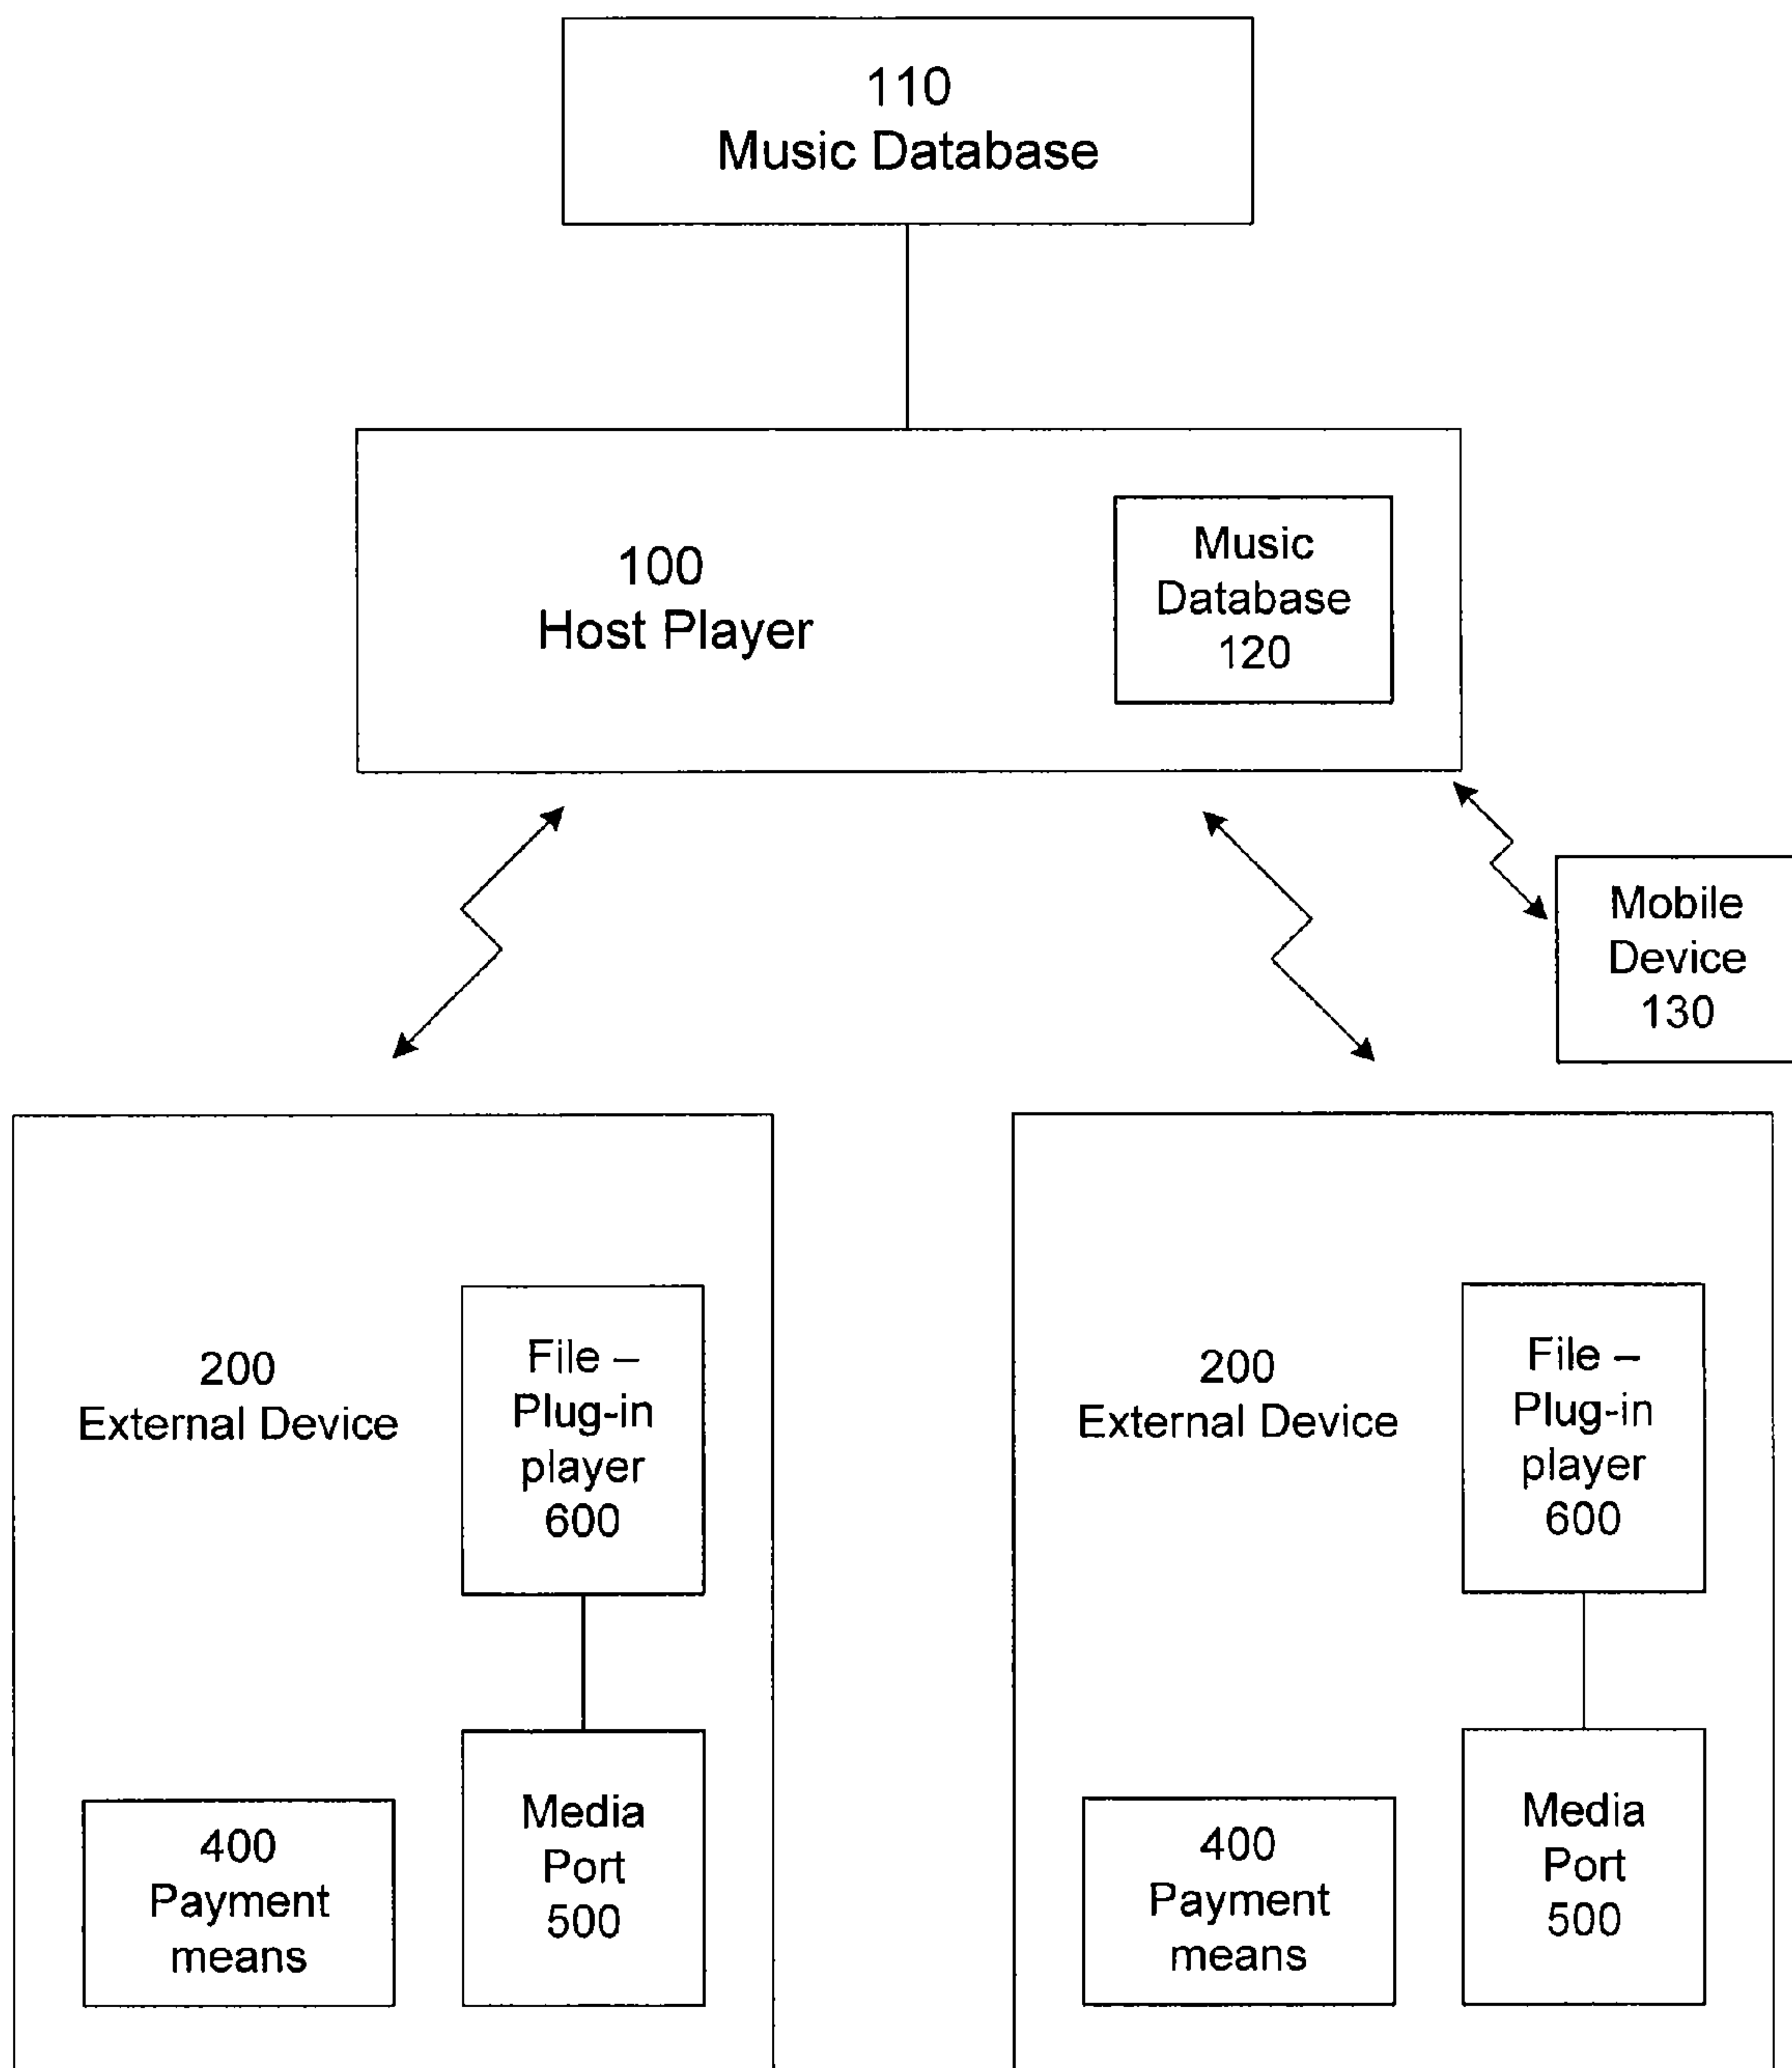 110
Music Database
100
Host Player
Music
Database
120
Mobile
Device
130
200
External Device
File –
Plug-in
player
600
400
Payment
means
Media
Port
500
200
External Device
File –
Plug-in
player
600
400
Payment
means
Media
Port
500